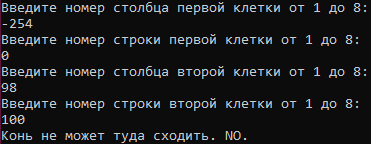 Введите номер столбца первой клетки от 1 до 8:
-254
Введите номер строки первой клетки от 1 до 8:
0
Введите номер столбца второй клетки от 1 до 8:
98
Введите номер строки второй клетки от 1 до 8:
100
Конь не может туда сходить. NO.